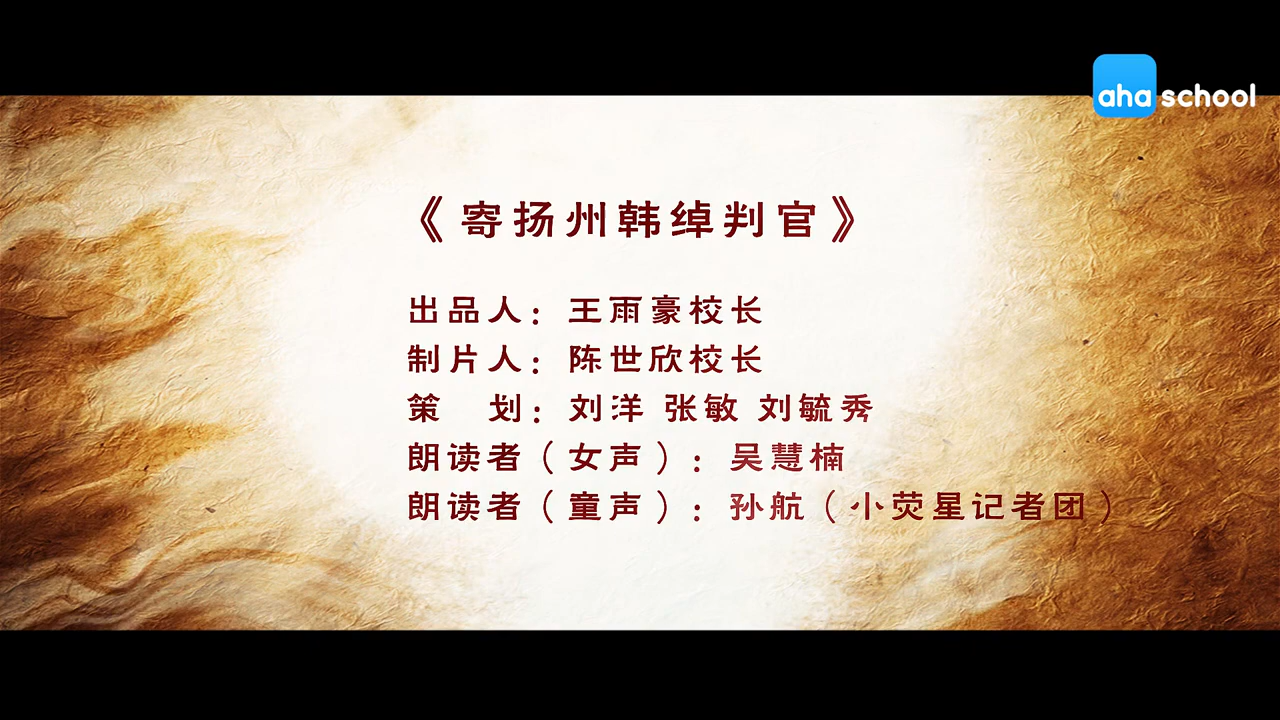 aha school
《寄扬州韩绰判官》
出品人：王雨豪校长
制片人：陈世欣校长
策　划：刘洋 张敏 刘毓秀
朗读者（女声）：吴慧楠
朗读者（童声）：孙航（小荧星记者团）